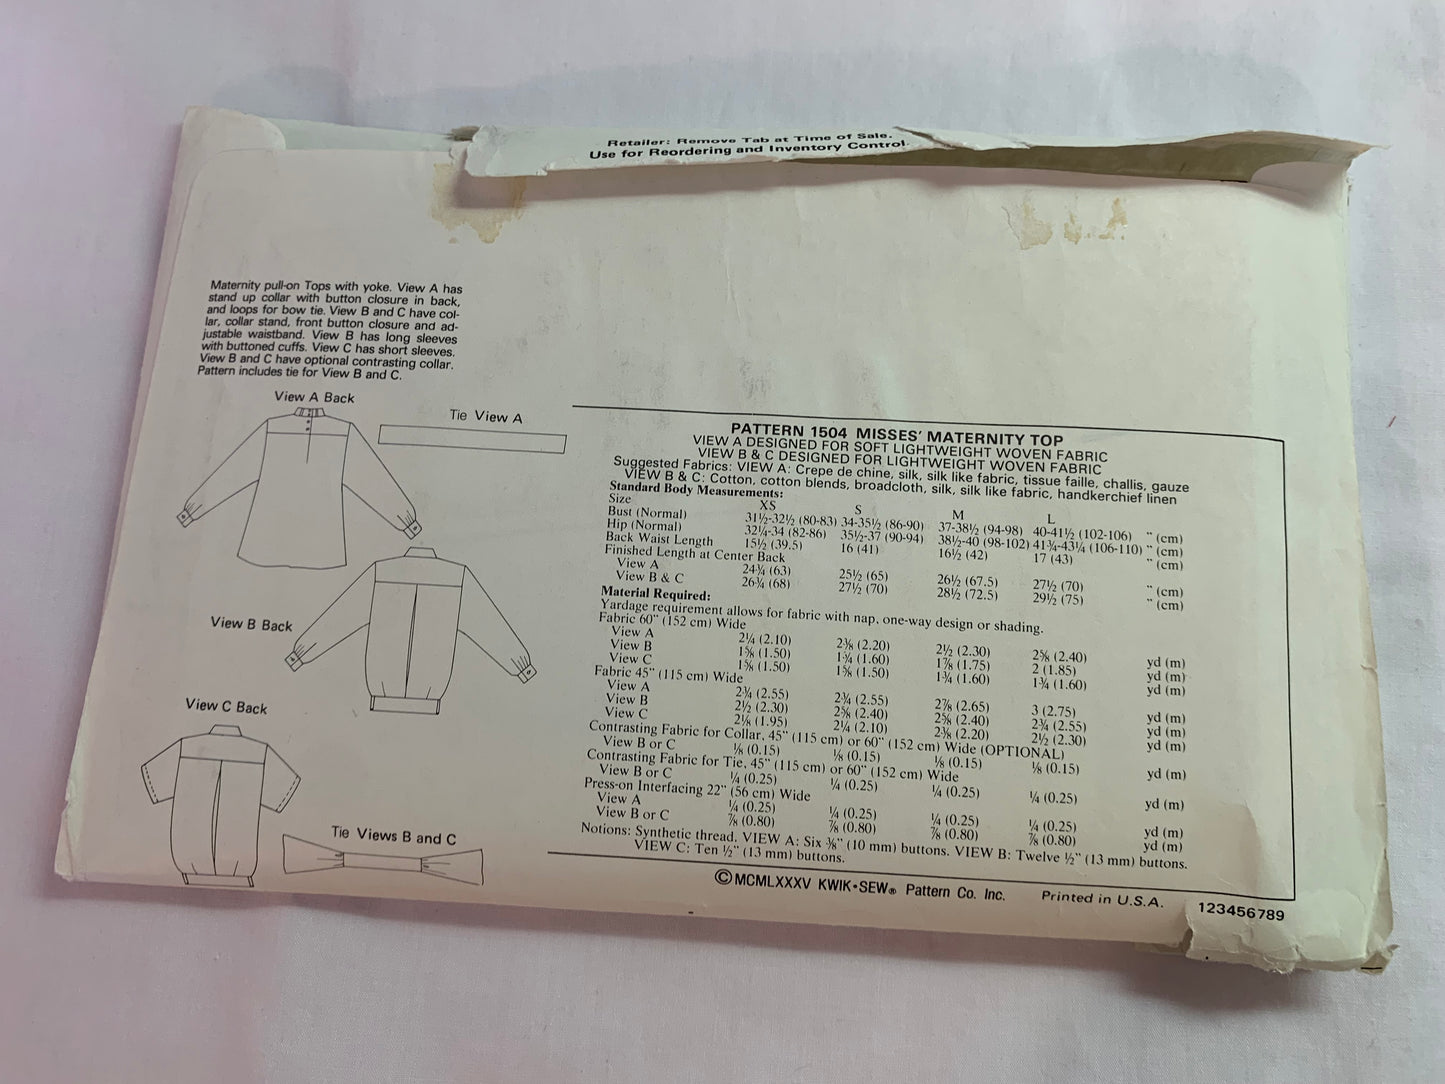 Retailer: Remove Tab at Time of Sale.
Use for Reordering and Inventory Control.
Maternity pull-on Tops with yoke. View A has
stand up collar with button closure in back,
and loops for bow tie. View B and C have col-
lar, collar stand, front button closure and ad-
justable waistband. View B has long sleeves
with buttoned cuffs. View C has short sleeves.
View B and C have optional contrasting collar.
Pattern includes tie for View B and C.
View A Back
Tie View A
View B Back
View C Back
Tie Views B and C
PATTERN 1504 MISSES' MATERNITY TOP
VIEW A DESIGNED FOR SOFT LIGHTWEIGHT WOVEN FABRIC
VIEW B & C DESIGNED FOR LIGHTWEIGHT WOVEN FABRIC
Suggested Fabrics: VIEW A: Crepe de chine, silk, silk like fabric, tissue faille, challis, gauze
VIEW B & C: Cotton, cotton blends, broadcloth, silk, silk like fabric, handkerchief linen
Standard Body Measurements:
Size XS S M L
Bust (Normal) 31½-32½ (80-83) 34-35½ (86-90) 37-38½ (94-98) 40-41½ (102-106) " (cm)
Hip (Normal) 32¼-34 (82-86) 35½-37 (90-94) 38½-40 (98-102) 41¾-43¼ (106-110) " (cm)
Back Waist Length 15½ (39.5) 16 (41) 16½ (42) 17 (43) " (cm)
Finished Length at Center Back
View A 24¾ (63) 25½ (65) 26½ (67.5) 27½ (70) " (cm)
View B & C 26¾ (68) 27½ (70) 28½ (72.5) 29½ (75) " (cm)
Material Required:
Yardage requirement allows for fabric with nap, one-way design or shading.
Fabric 60" (152 cm) Wide
View A 2¼ (2.10) 2⅜ (2.20) 2½ (2.30) 2⅝ (2.40) yd (m)
View B 1⅝ (1.50) 1¾ (1.60) 1⅞ (1.75) 2 (1.85) yd (m)
View C 1⅝ (1.50) 1⅝ (1.50) 1¾ (1.60) 1¾ (1.60) yd (m)
Fabric 45" (115 cm) Wide
View A 2¾ (2.55) 2¾ (2.55) 2⅞ (2.65) 3 (2.75) yd (m)
View B 2½ (2.30) 2⅝ (2.40) 2⅝ (2.40) 2¾ (2.55) yd (m)
View C 2⅛ (1.95) 2¼ (2.10) 2⅜ (2.20) 2½ (2.30) yd (m)
Contrasting Fabric for Collar, 45" (115 cm) or 60" (152 cm) Wide (OPTIONAL)
View B or C ⅛ (0.15) ⅛ (0.15) ⅛ (0.15) ⅛ (0.15) yd (m)
Contrasting Fabric for Tie, 45" (115 cm) or 60" (152 cm) Wide
View B or C ¼ (0.25) ¼ (0.25) ¼ (0.25) ¼ (0.25) yd (m)
Press-on Interfacing 22" (56 cm) Wide
View A ¼ (0.25) ¼ (0.25) ¼ (0.25) ¼ (0.25) yd (m)
View B or C ⅞ (0.80) ⅞ (0.80) ⅞ (0.80) ⅞ (0.80) yd (m)
Notions: Synthetic thread. VIEW A: Six ⅜" (10 mm) buttons. VIEW B: Twelve ½" (13 mm) buttons.
VIEW C: Ten ½" (13 mm) buttons.
©MCMLXXXV KWIK•SEW® Pattern Co. Inc. Printed in U.S.A. 123456789